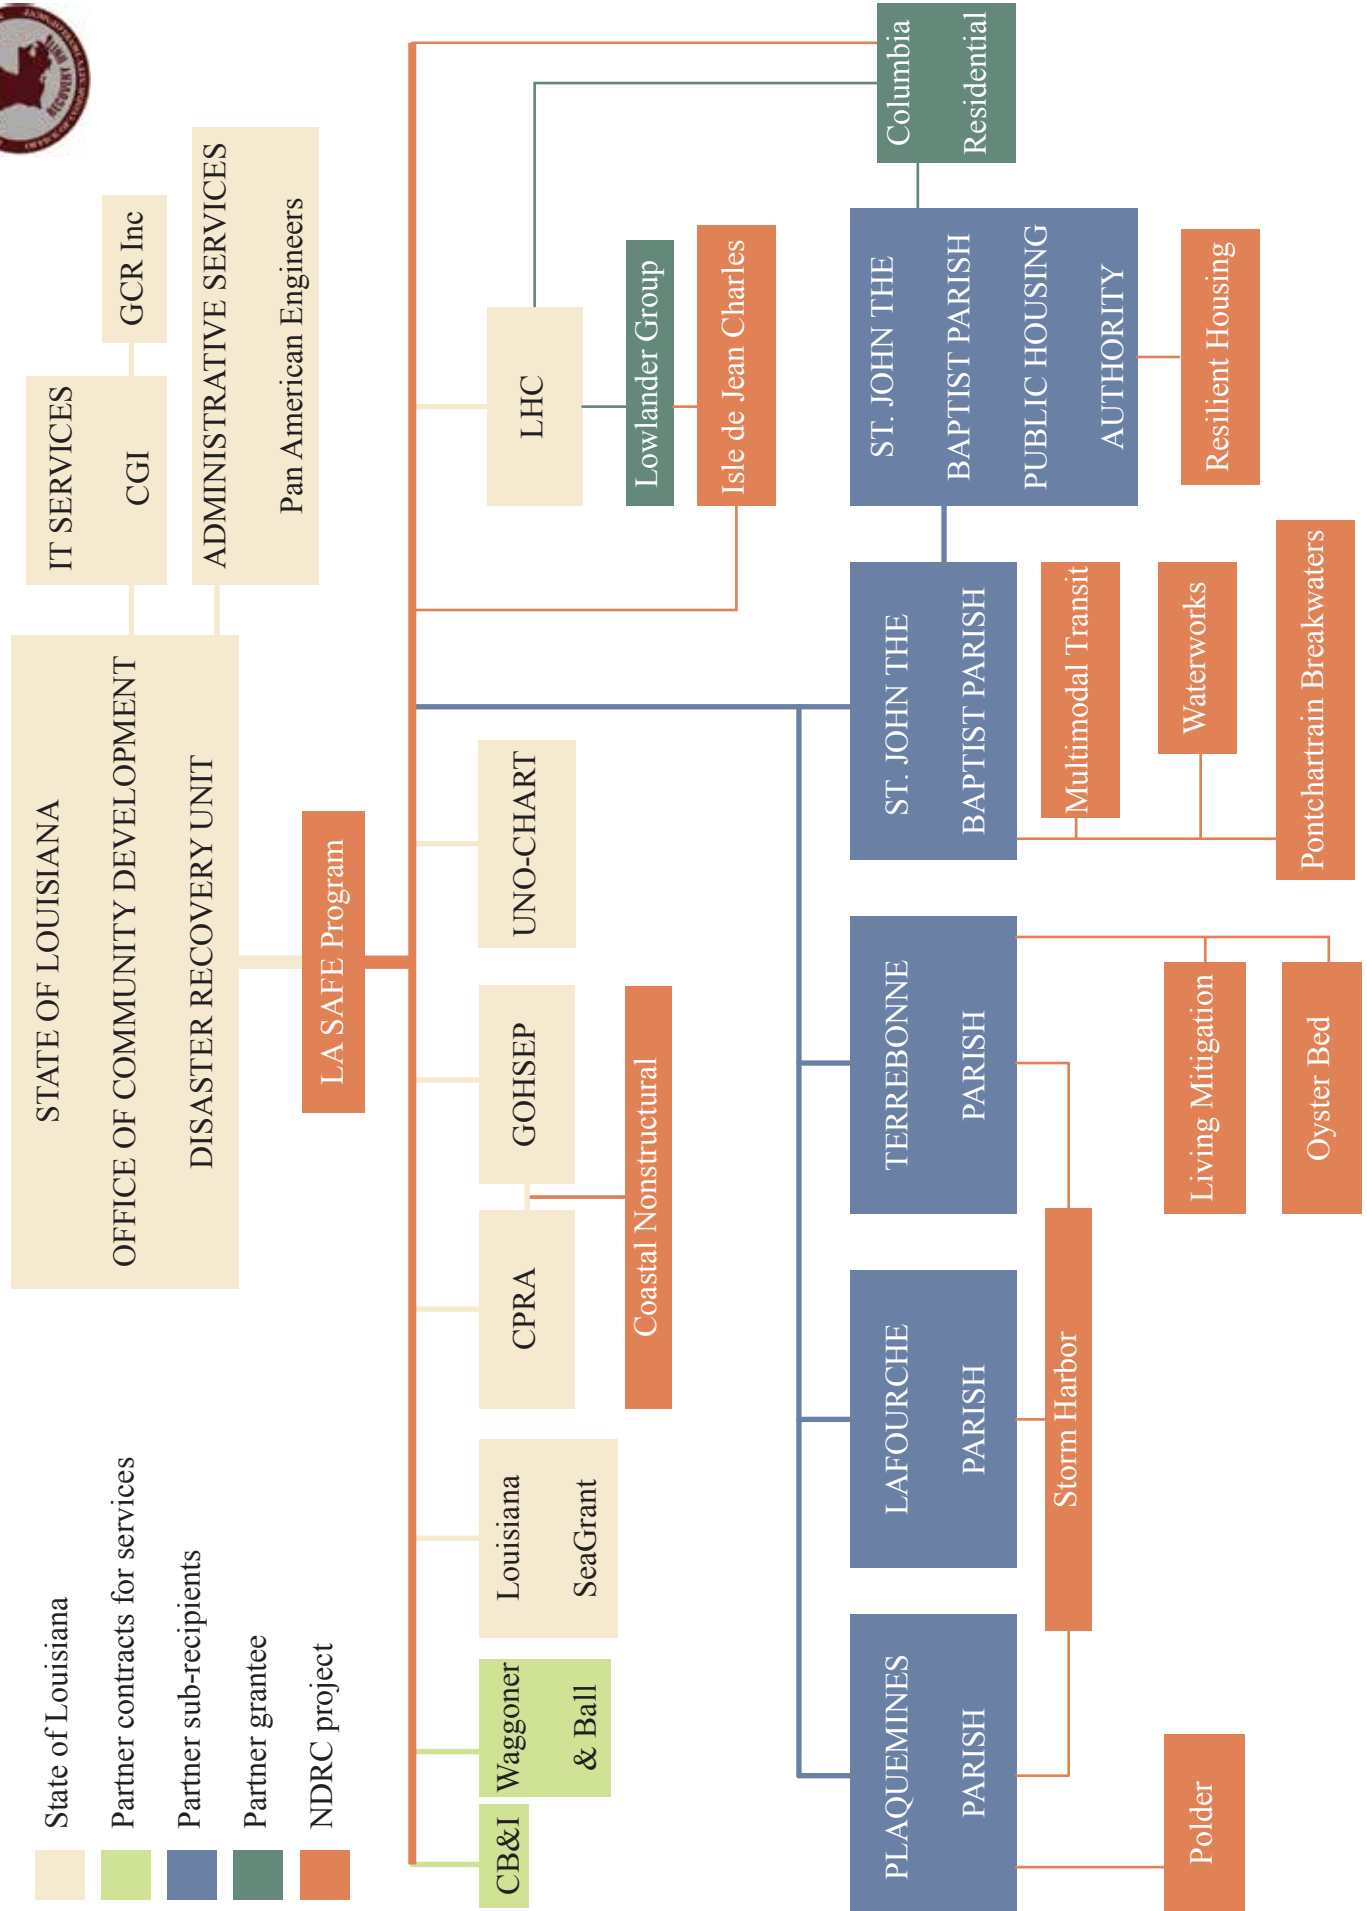 State of Louisiana
Partner contracts for services
Partner sub-recipients
Partner grantee
NDRC project
STATE OF LOUISIANA
OFFICE OF COMMUNITY DEVELOPMENT
DISASTER RECOVERY UNIT
IT SERVICES
CGI
GCR Inc
ADMINISTRATIVE SERVICES
Pan American Engineers
RECOVERY UNIT
LA SAFE Program
CB&I
Waggoner
& Ball
Louisiana
SeaGrant
CPRA
GOHSEP
Coastal Nonstructural
UNO-CHART
LHC
Lowlander Group
Isle de Jean Charles
Columbia
Residential
PLAQUEMINES
PARISH
LAFOURCHE
PARISH
TERREBONNE
PARISH
ST. JOHN THE
BAPTIST PARISH
ST. JOHN THE
BAPTIST PARISH
PUBLIC HOUSING
AUTHORITY
Storm Harbor
Polder
Living Mitigation
Oyster Bed
Multimodal Transit
Waterworks
Pontchartrain Breakwaters
Resilient Housing